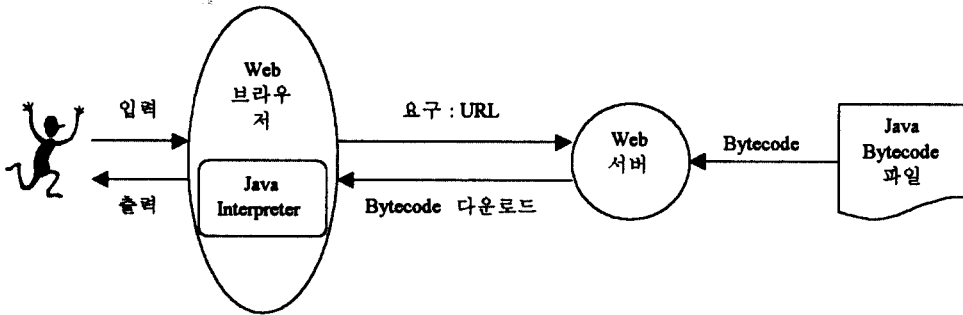 입력
출력
Web
브라우
저
Java
Interpreter
요구 : URL
Bytecode 다운로드
Web
서버
Bytecode
Java
Bytecode
파일